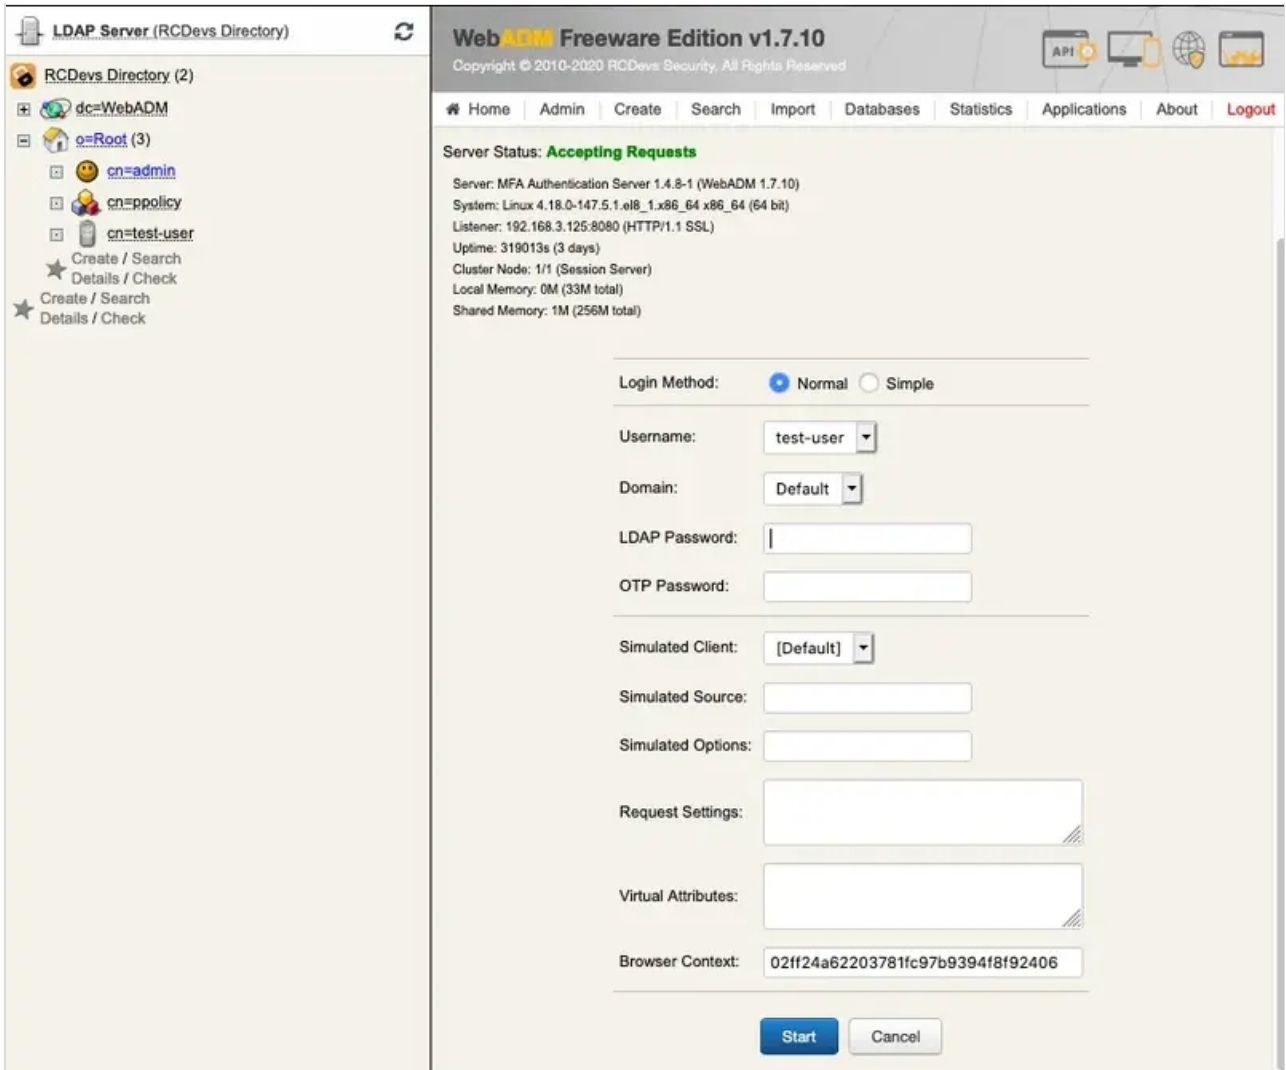 LDAP Server (RCDevs Directory)
RCDevs Directory (2)
dc=WebADM
o=Root (3)
cn=admin
cn=ppolicy
cn=test-user
Create / Search
Details / Check
Create / Search
Details / Check
WebADM Freeware Edition v1.7.10
Copyright © 2010-2020 RCDevs Security, All Rights Reserved
API
Home Admin Create Search Import Databases Statistics Applications About Logout
Server Status: Accepting Requests
Server: MFA Authentication Server 1.4.8-1 (WebADM 1.7.10)
System: Linux 4.18.0-147.5.1.el8_1.x86_64 x86_64 (64 bit)
Listener: 192.168.3.125:8080 (HTTP/1.1 SSL)
Uptime: 319013s (3 days)
Cluster Node: 1/1 (Session Server)
Local Memory: 0M (33M total)
Shared Memory: 1M (256M total)
Login Method: Normal Simple
Username: test-user
Domain: Default
LDAP Password:
OTP Password:
Simulated Client: [Default]
Simulated Source:
Simulated Options:
Request Settings:
Virtual Attributes:
Browser Context: 02ff24a62203781fc97b9394f8f92406
Start Cancel